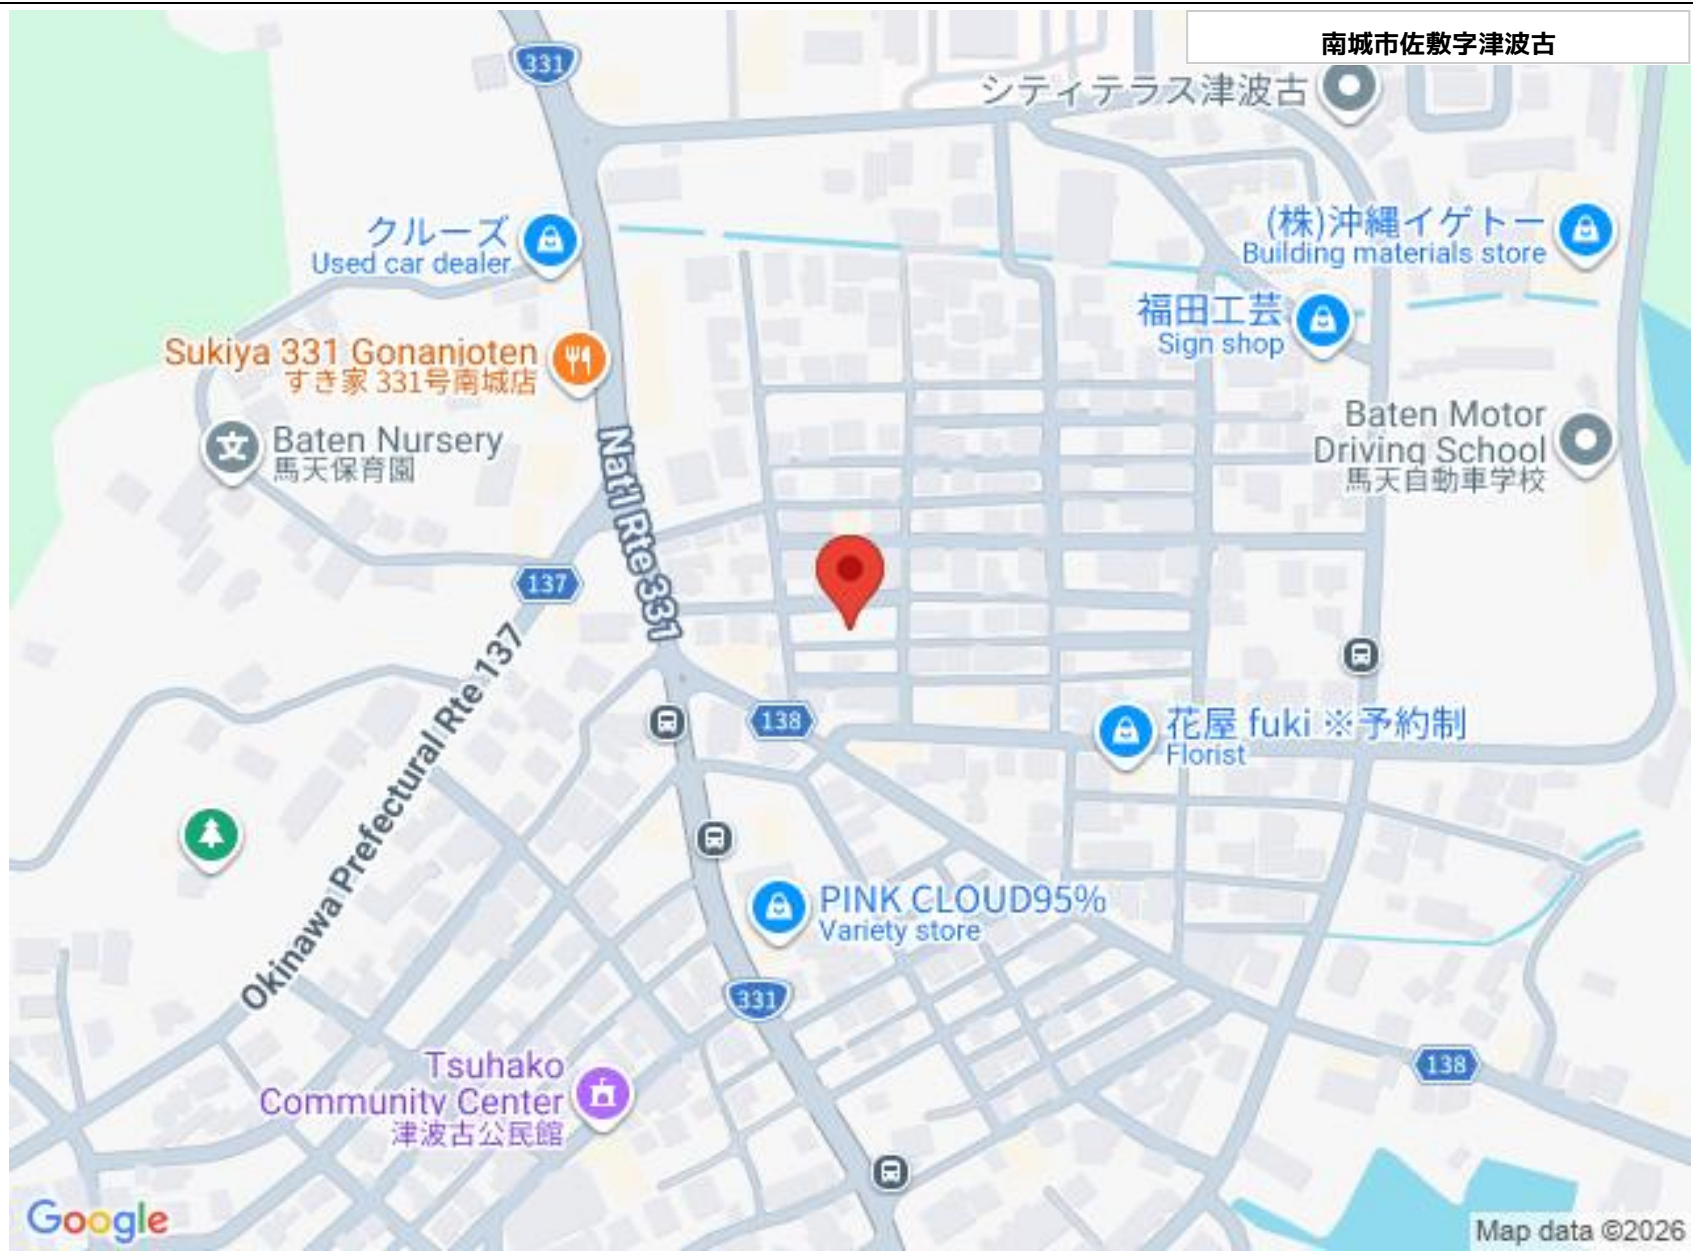 南城市佐敷字津波古
331
シティテラス津波古
クルーズ
Used car dealer
(株)沖縄イゲトー
Building materials store
福田工芸
Sign shop
Sukiya 331 Gonanjoten
すき家 331号南城店
Baten Nursery
馬天保育園
Baten Motor
Driving School
馬天自動車学校
Nat'l Rte 331
137
Okinawa Prefectural Rte 137
138
花屋 fuki ※予約制
Florist
PINK CLOUD95%
Variety store
331
Tsuhako
Community Center
津波古公民館
138
Google
Map data ©2026